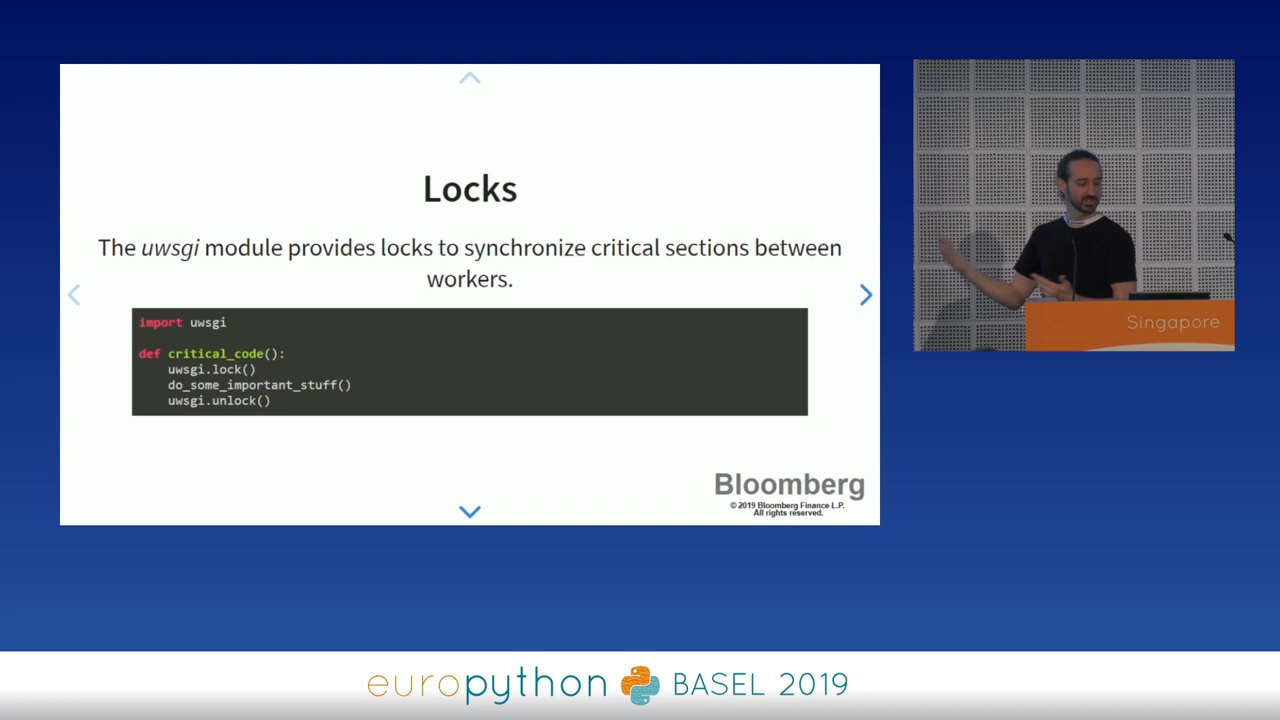 Locks
The uwsgi module provides locks to synchronize critical sections between
workers.
import uwsgi
def critical_code():
    uwsgi.lock()
    do_some_important_stuff()
    uwsgi.unlock()
Bloomberg
© 2019 Bloomberg Finance L.P.
All rights reserved.
Singapore
europython BASEL 2019